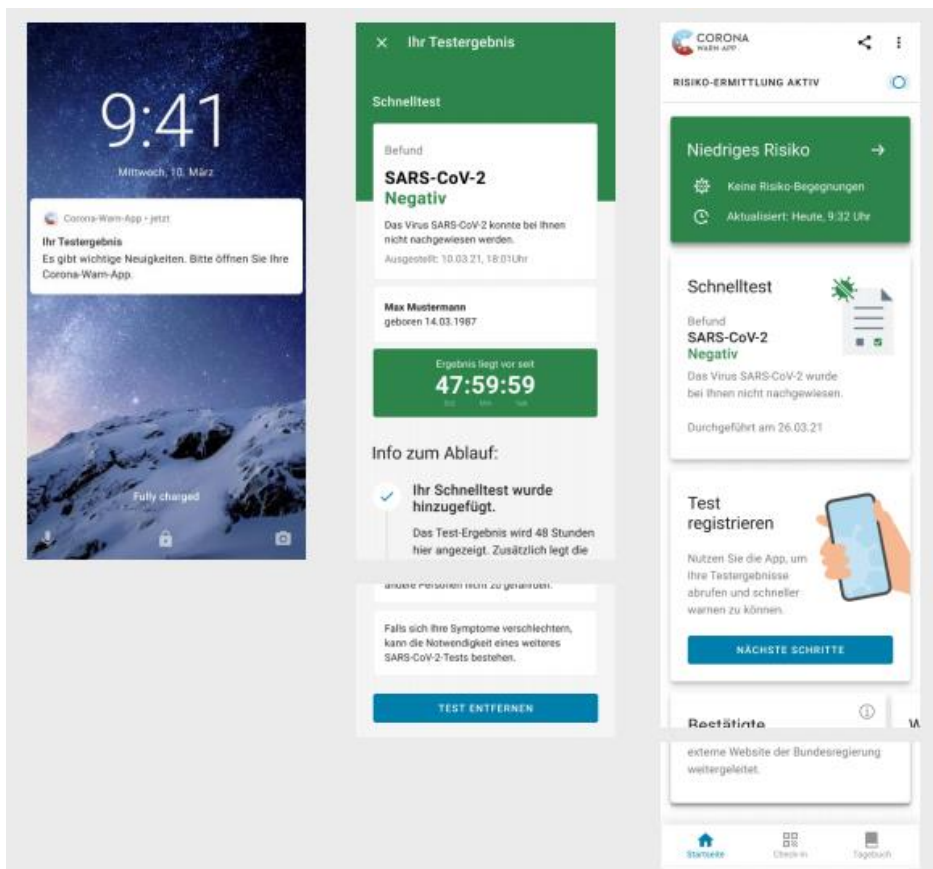 9:41
Mittwoch, 10. März
Corona-Warn-App • jetzt
Ihr Testergebnis
Es gibt wichtige Neuigkeiten. Bitte öffnen Sie Ihre
Corona-Warn-App.
Fully charged
× Ihr Testergebnis
Schnelltest
Befund
SARS-CoV-2
Negativ
Das Virus SARS-CoV-2 konnte bei Ihnen
nicht nachgewiesen werden.
Ausgestellt: 10.03.21, 18:01Uhr
Max Mustermann
geboren 14.03.1987
Ergebnis liegt vor seit
47:59:59
Info zum Ablauf:
Ihr Schnelltest wurde
hinzugefügt.
Das Test-Ergebnis wird 48 Stunden
hier angezeigt. Zusätzlich legt die
andere Personen nicht zu gefährden.
Falls sich Ihre Symptome verschlechtern,
kann die Notwendigkeit eines weiteres
SARS-CoV-2-Tests bestehen.
TEST ENTFERNEN
CORONA
WARN-APP
RISIKO-ERMITTLUNG AKTIV
Niedriges Risiko
Keine Risiko-Begegnungen
Aktualisiert: Heute, 9:32 Uhr
Schnelltest
Befund
SARS-CoV-2
Negativ
Das Virus SARS-CoV-2 wurde
bei Ihnen nicht nachgewiesen.
Durchgeführt am 26.03.21
Test
registrieren
Nutzen Sie die App, um
Ihre Testergebnisse
abrufen und schneller
warnen zu können.
NÄCHSTE SCHRITTE
Bestätigte
W
externe Website der Bundesregierung
weitergeleitet.
Startseite
Check-in
Tagebuch